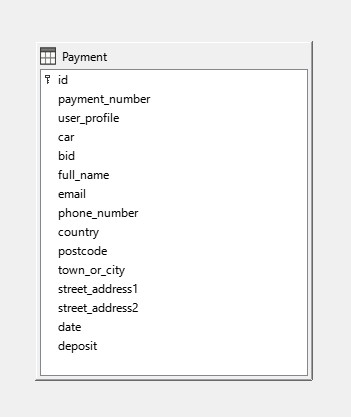 Payment
id
payment_number
user_profile
car
bid
full_name
email
phone_number
country
postcode
town_or_city
street_address1
street_address2
date
deposit